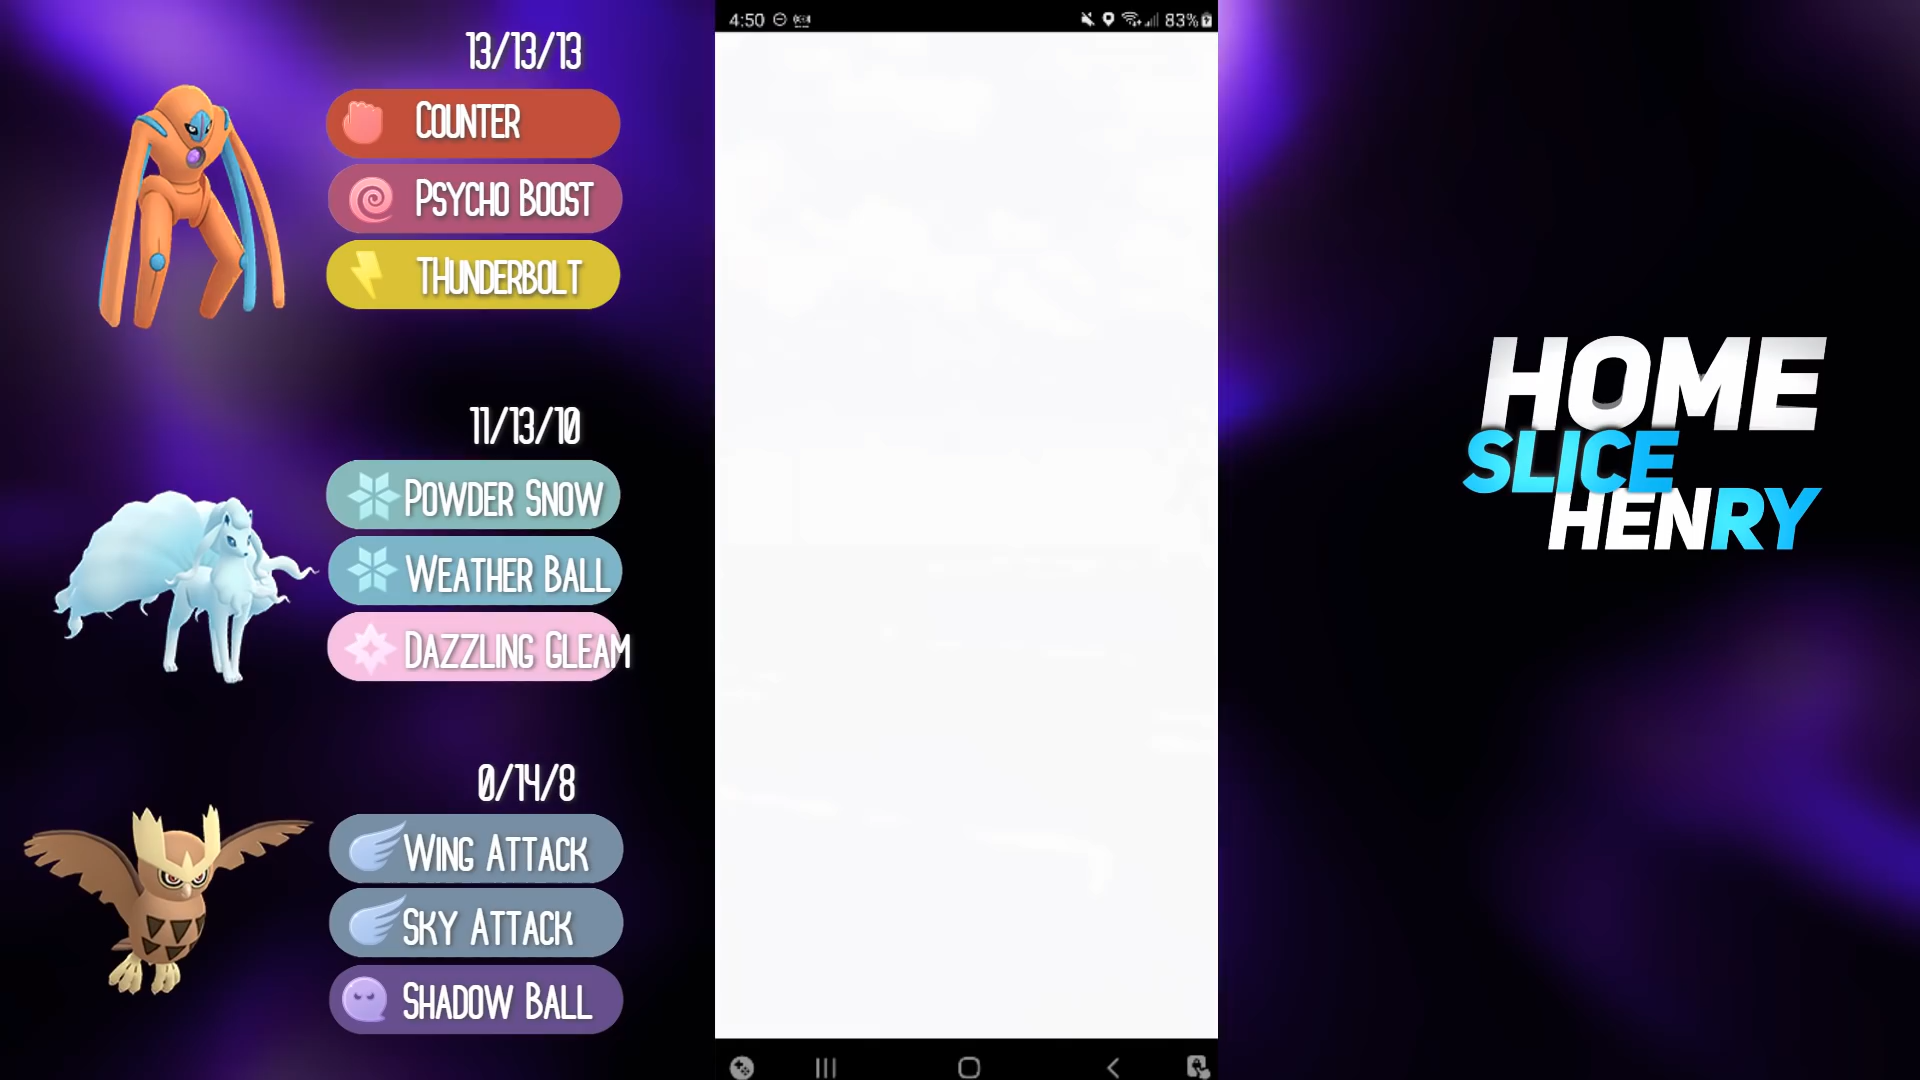 13/13/13
COUNTER
PSYCHO BOOST
THUNDERBOLT
11/13/10
POWDER SNOW
WEATHER BALL
DAZZLING GLEAM
0/14/8
WING ATTACK
SKY ATTACK
SHADOW BALL
4:50
83%
HOME
SLICE
HENRY